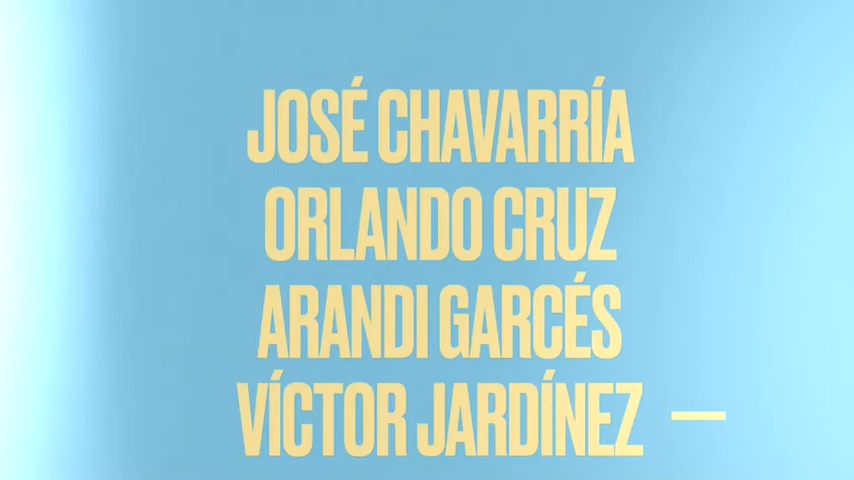 JOSÉ CHAVARRÍA
ORLANDO CRUZ
ARANDI GARCÉS
VÍCTOR JARDÍNEZ –